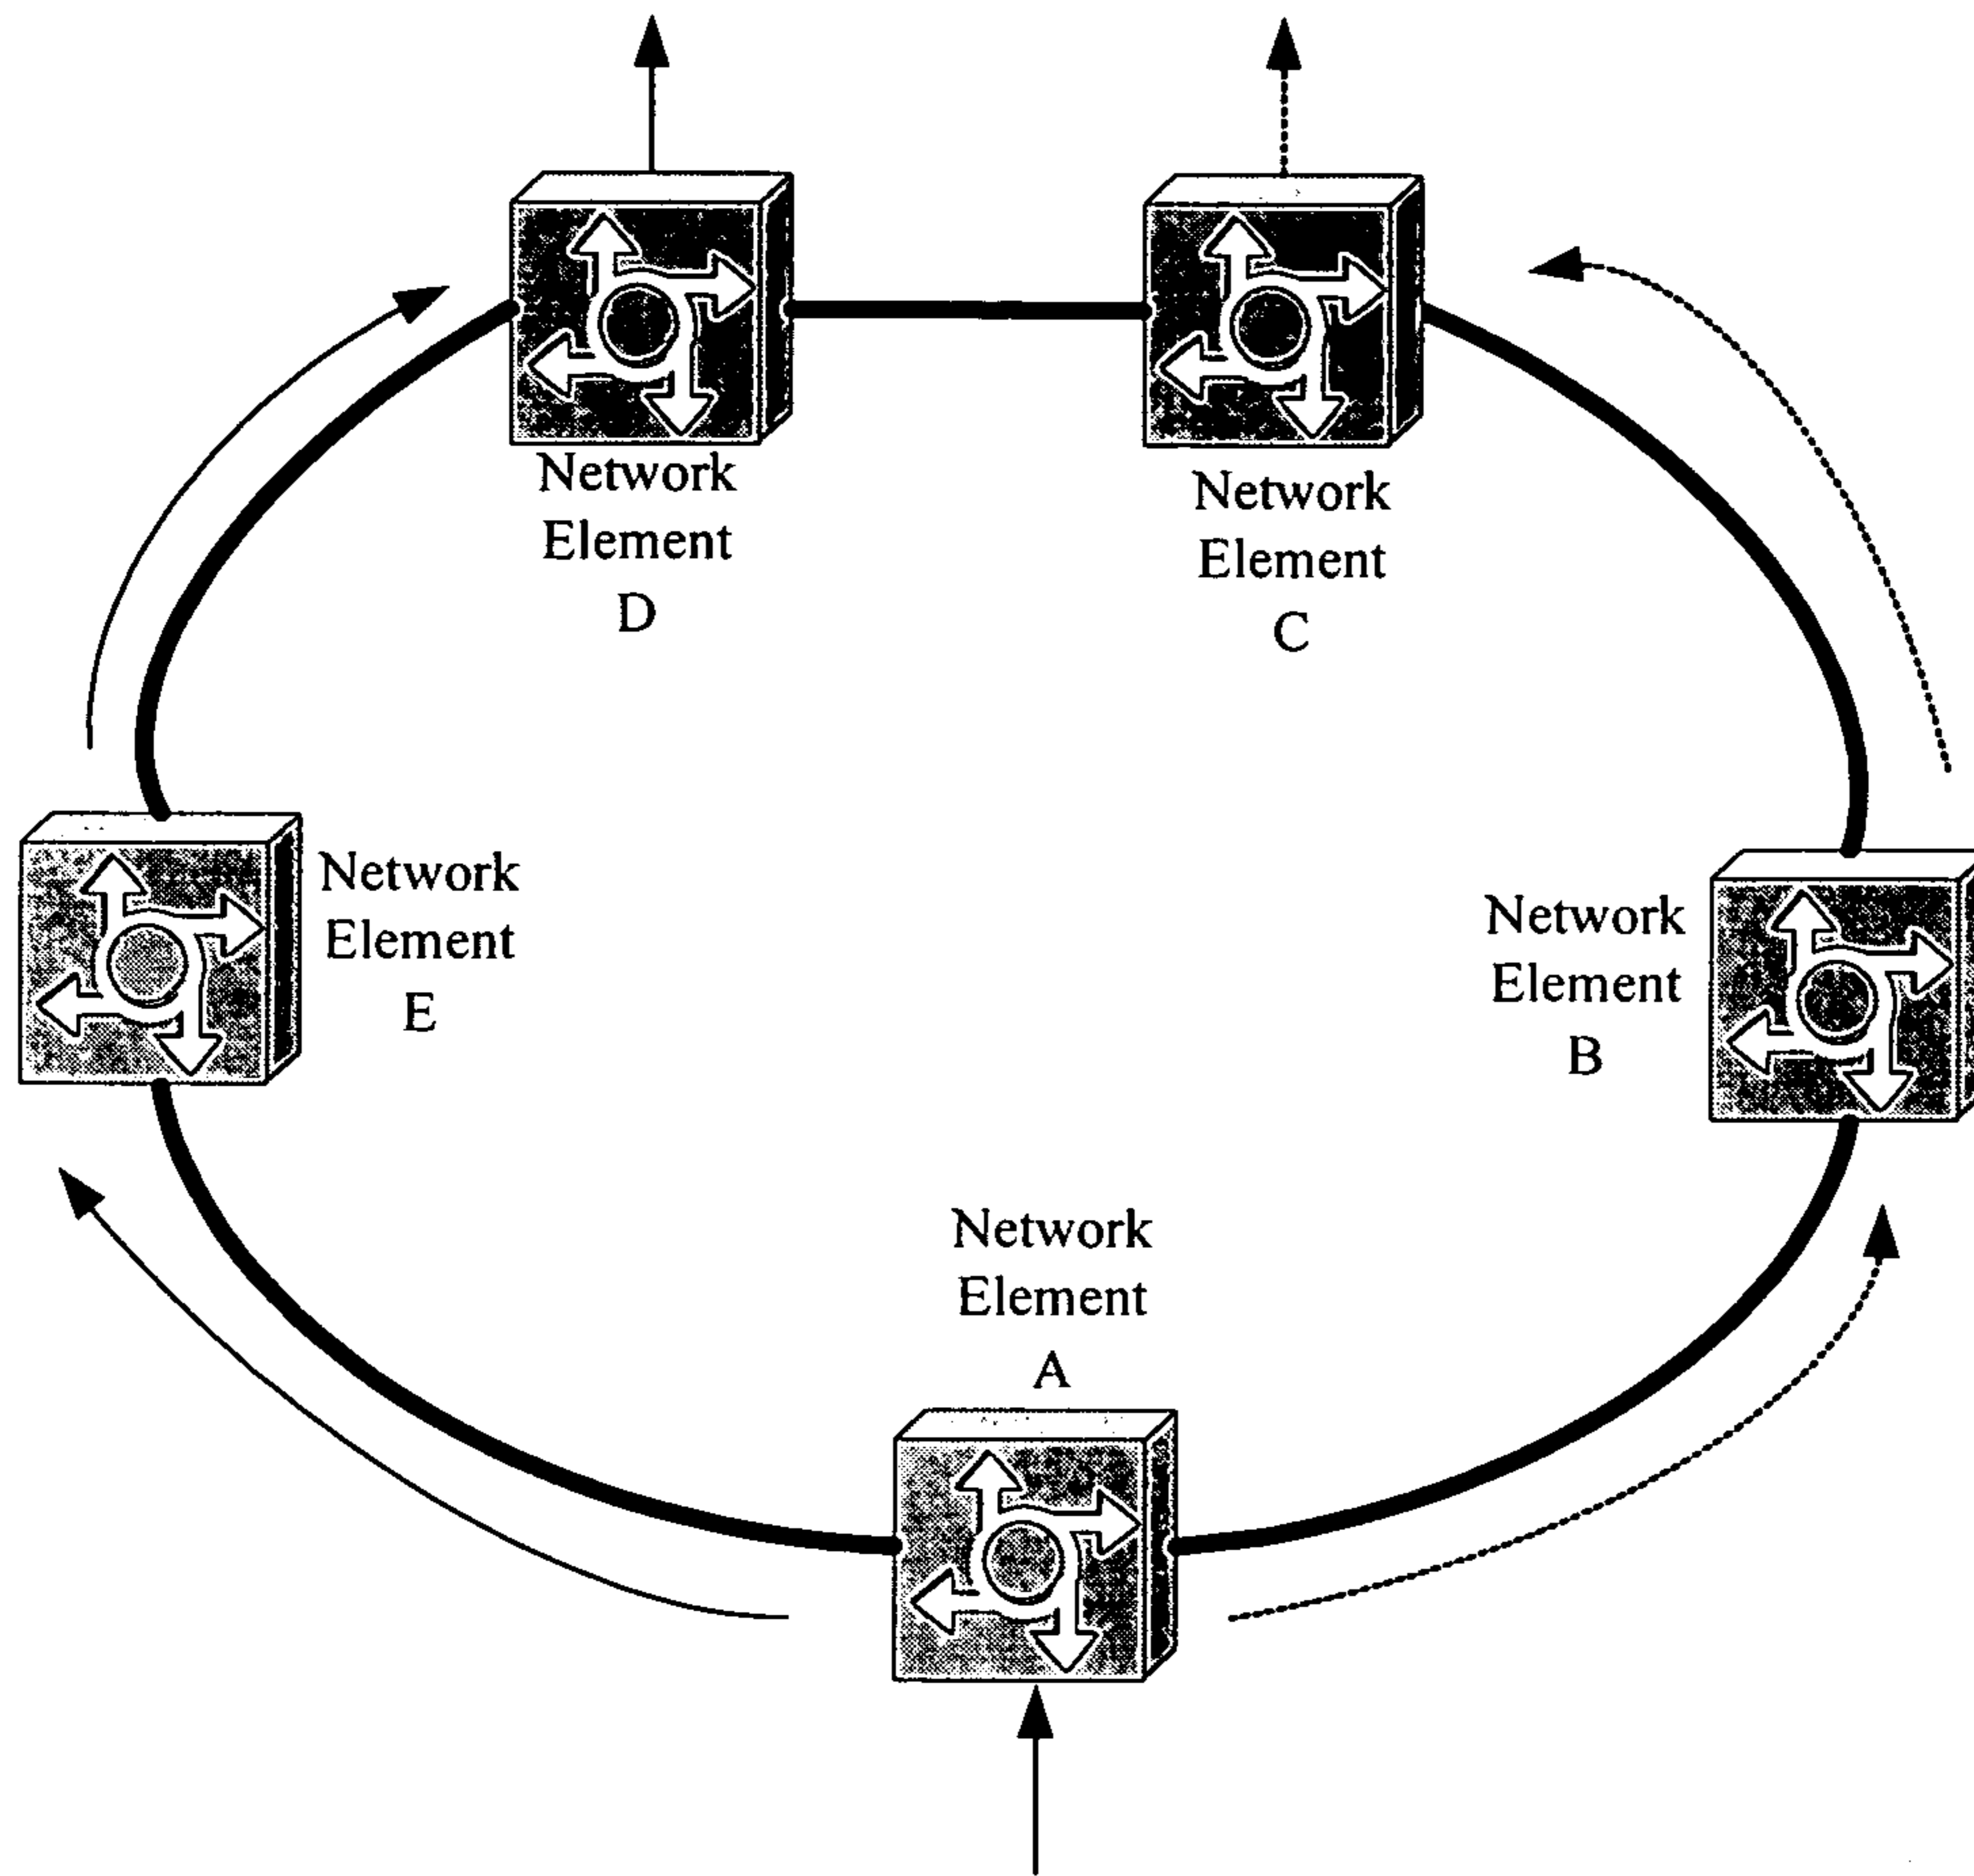 Network
Element
D
Network
Element
C
Network
Element
E
Network
Element
B
Network
Element
A